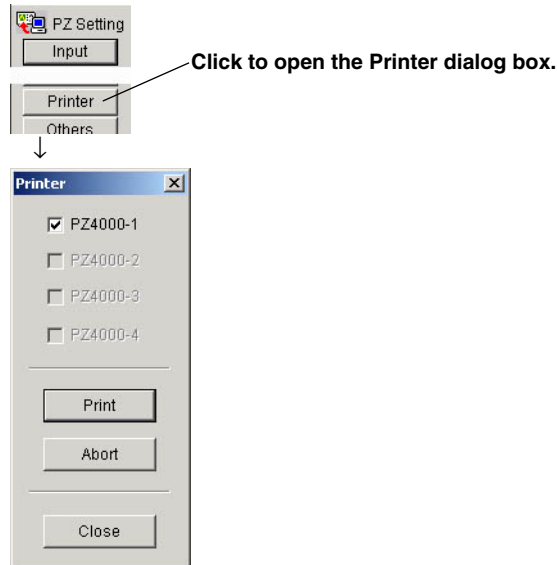 PZ Setting
Input
Click to open the Printer dialog box.
Printer
Others
Printer
PZ4000-1
PZ4000-2
PZ4000-3
PZ4000-4
Print
Abort
Close